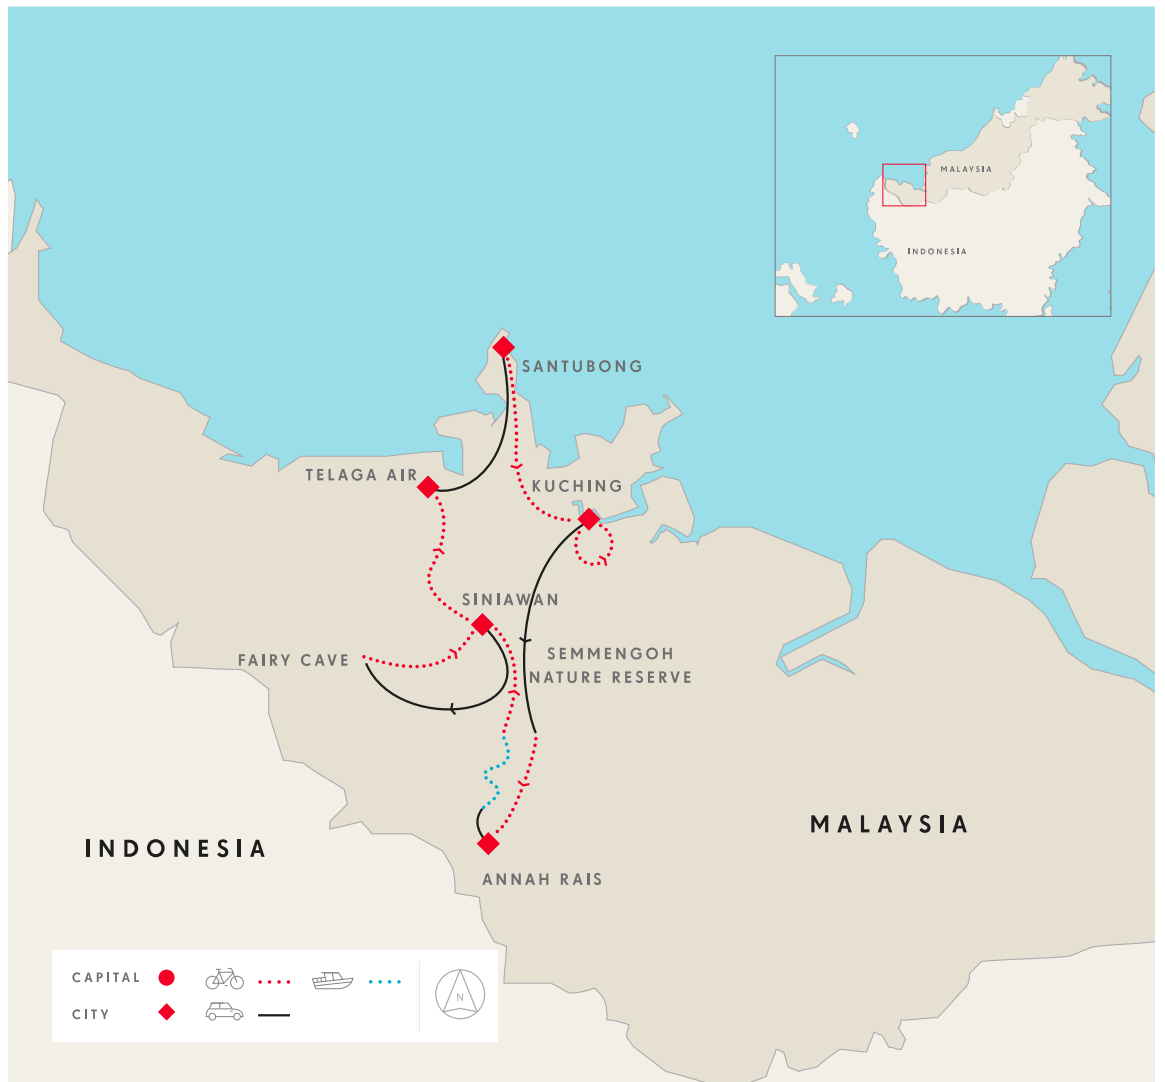 MALAYSIA
INDONESIA
SANTUBONG
TELAGA AIR
KUCHING
SINIAWAN
FAIRY CAVE
SEMMENGOH
NATURE RESERVE
MALAYSIA
INDONESIA
ANNAH RAIS
CAPITAL
CITY
N